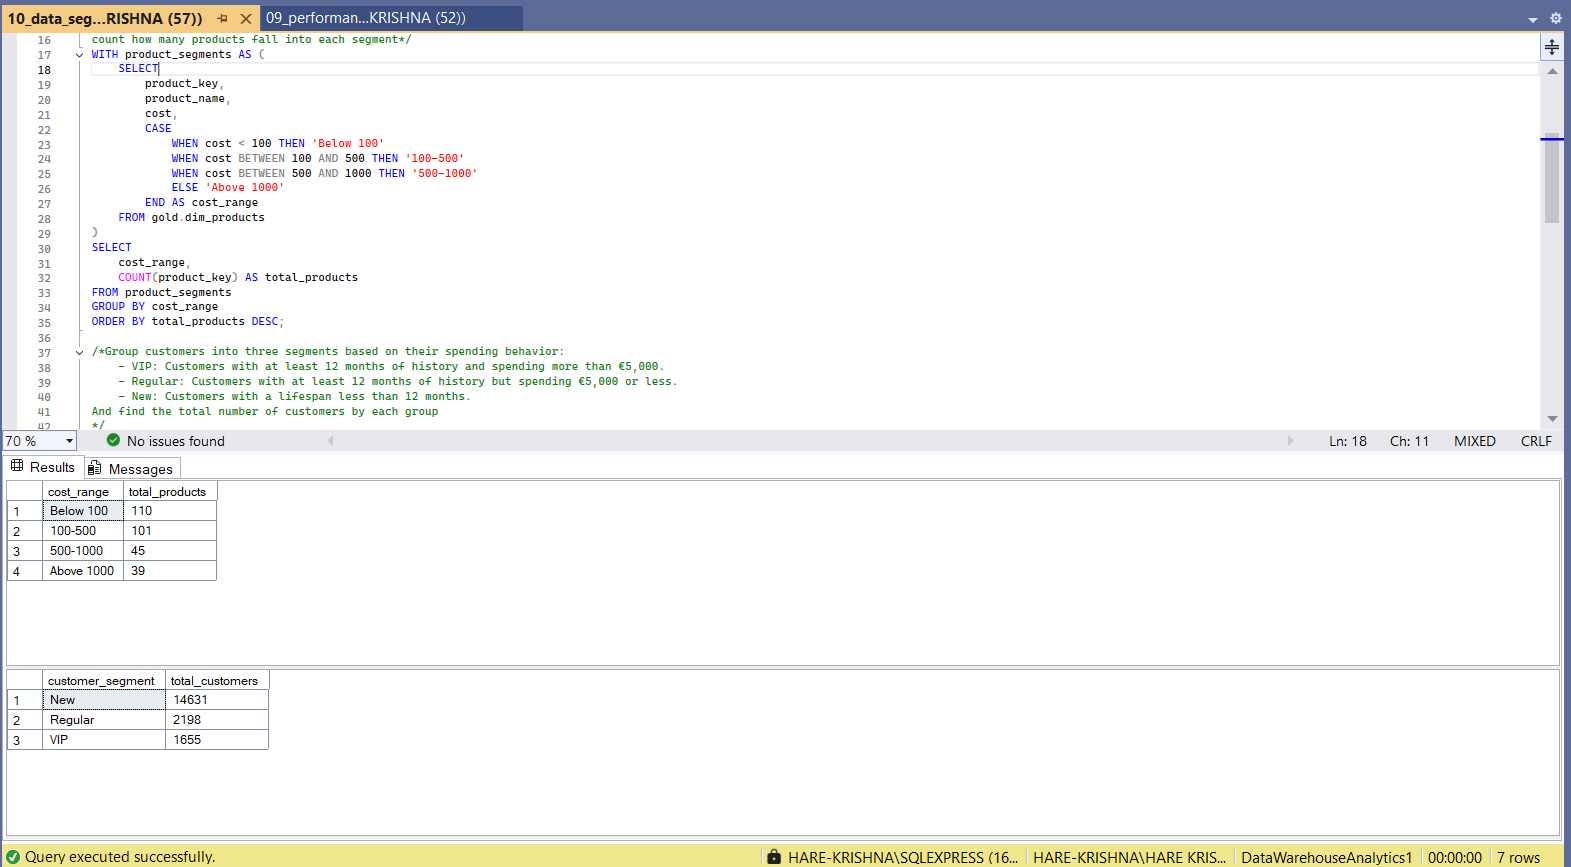 10_data_seg...RISHNA (57))
09_performan...KRISHNA (52))
16 count how many products fall into each segment*/
17 WITH product_segments AS (
18 SELECT
19 product_key,
20 product_name,
21 cost,
22 CASE
23 WHEN cost < 100 THEN 'Below 100'
24 WHEN cost BETWEEN 100 AND 500 THEN '100-500'
25 WHEN cost BETWEEN 500 AND 1000 THEN '500-1000'
26 ELSE 'Above 1000'
27 END AS cost_range
28 FROM gold.dim_products
29 )
30 SELECT
31 cost_range,
32 COUNT(product_key) AS total_products
33 FROM product_segments
34 GROUP BY cost_range
35 ORDER BY total_products DESC;
36
37 /*Group customers into three segments based on their spending behavior:
38 - VIP: Customers with at least 12 months of history and spending more than €5,000.
39 - Regular: Customers with at least 12 months of history but spending €5,000 or less.
40 - New: Customers with a lifespan less than 12 months.
41 And find the total number of customers by each group
42 */
70 % No issues found Ln: 18 Ch: 11 MIXED CRLF
Results Messages
cost_range total_products
1 Below 100 110
2 100-500 101
3 500-1000 45
4 Above 1000 39
customer_segment total_customers
1 New 14631
2 Regular 2198
3 VIP 1655
Query executed successfully. HARE-KRISHNA\SQLEXPRESS (16... HARE-KRISHNA\HARE KRIS... DataWarehouseAnalytics1 00:00:00 7 rows